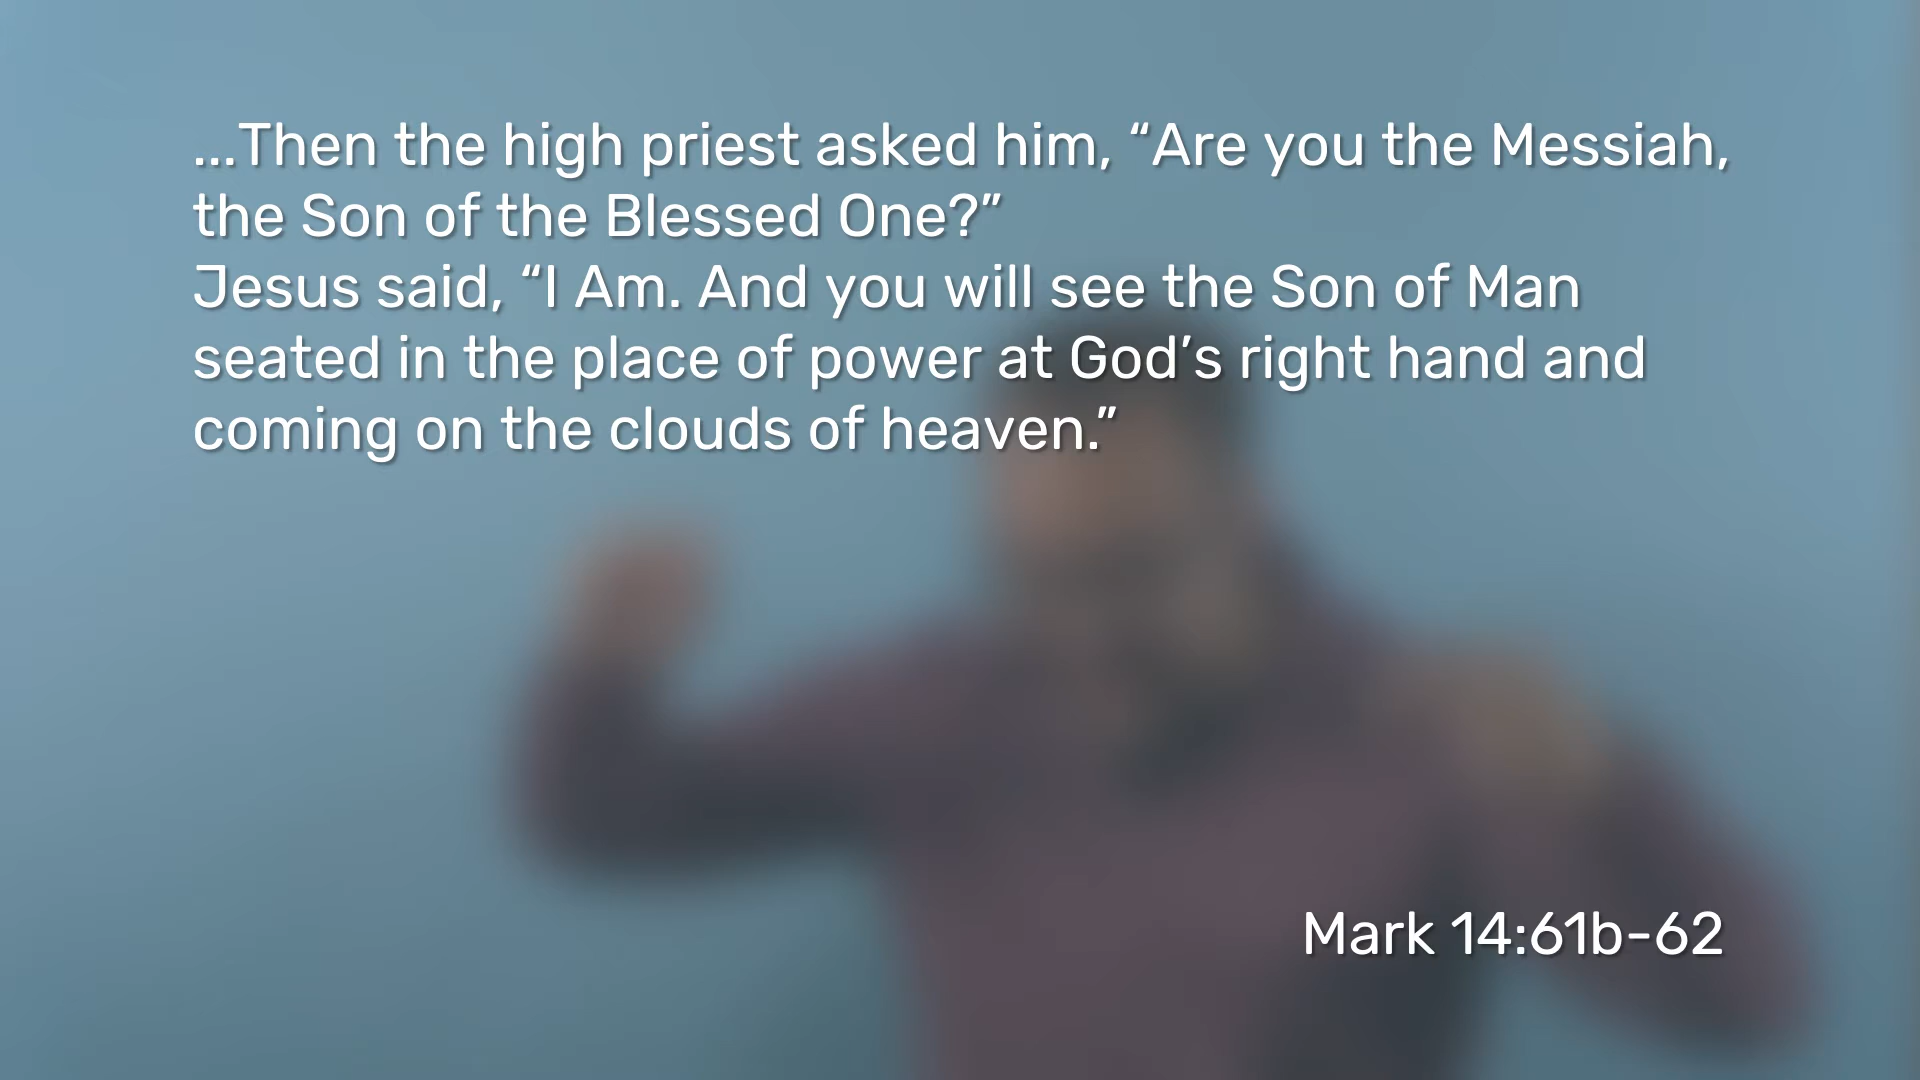 ...Then the high priest asked him, “Are you the Messiah,
the Son of the Blessed One?”
Jesus said, “I Am. And you will see the Son of Man
seated in the place of power at God’s right hand and
coming on the clouds of heaven.”
Mark 14:61b-62